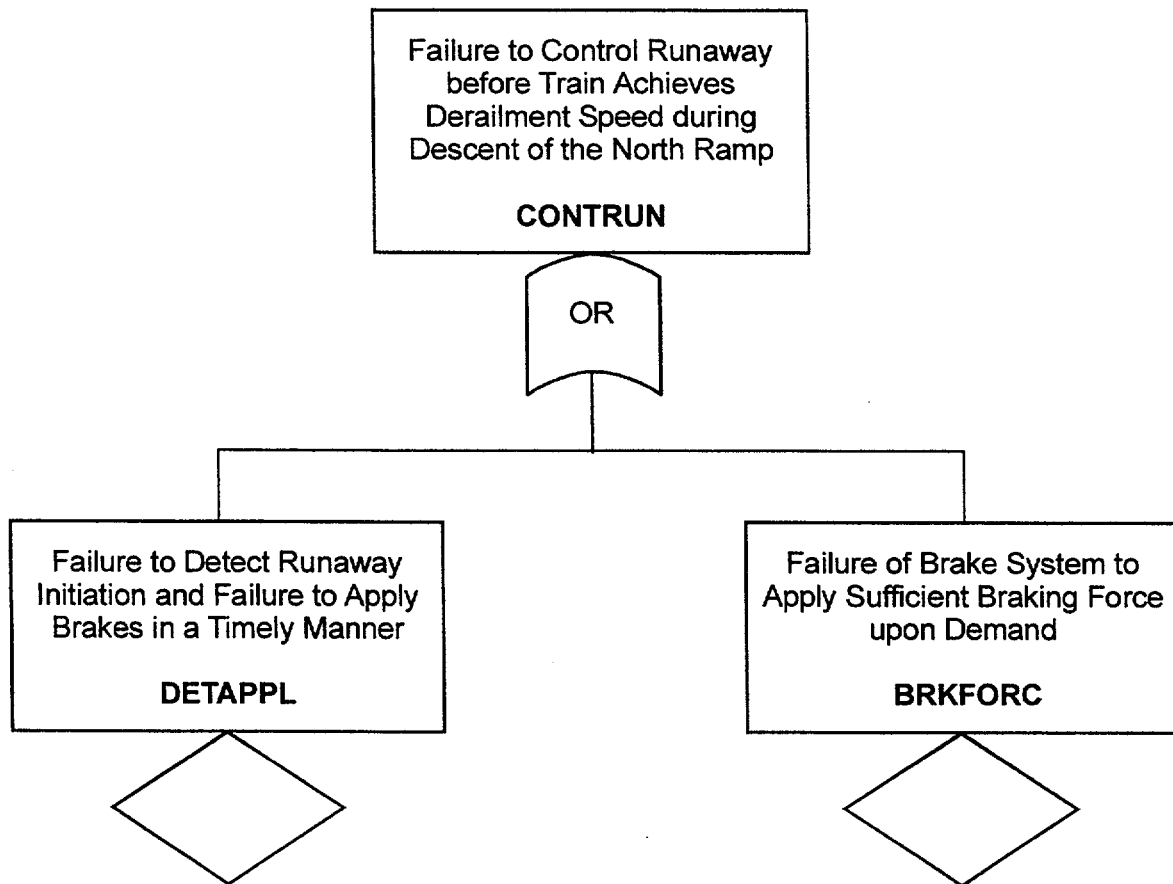 Failure to Control Runaway
before Train Achieves
Derailment Speed during
Descent of the North Ramp
CONTRUN
OR
Failure to Detect Runaway
Initiation and Failure to Apply
Brakes in a Timely Manner
DETAPPL
Failure of Brake System to
Apply Sufficient Braking Force
upon Demand
BRKFORC